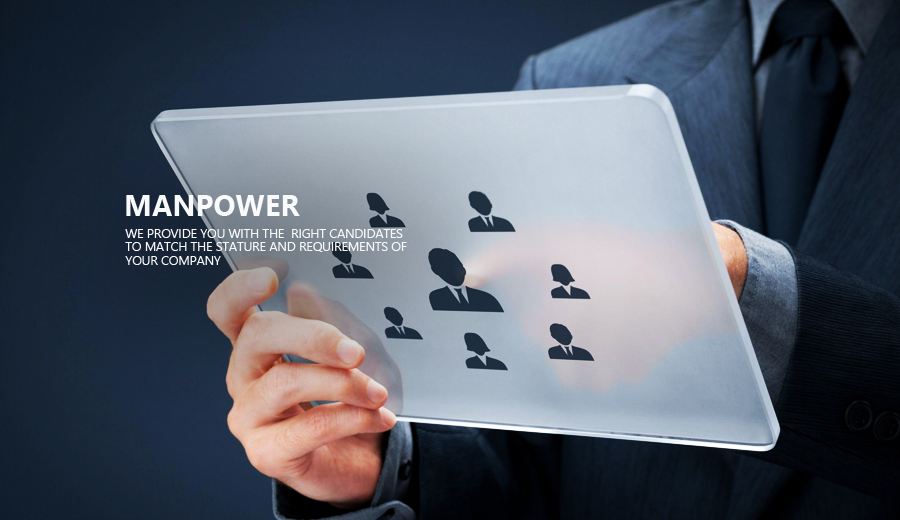 MANPOWER
WE PROVIDE YOU WITH THE  RIGHT CANDIDATES
TO MATCH THE STATURE AND REQUIREMENTS OF
YOUR COMPANY